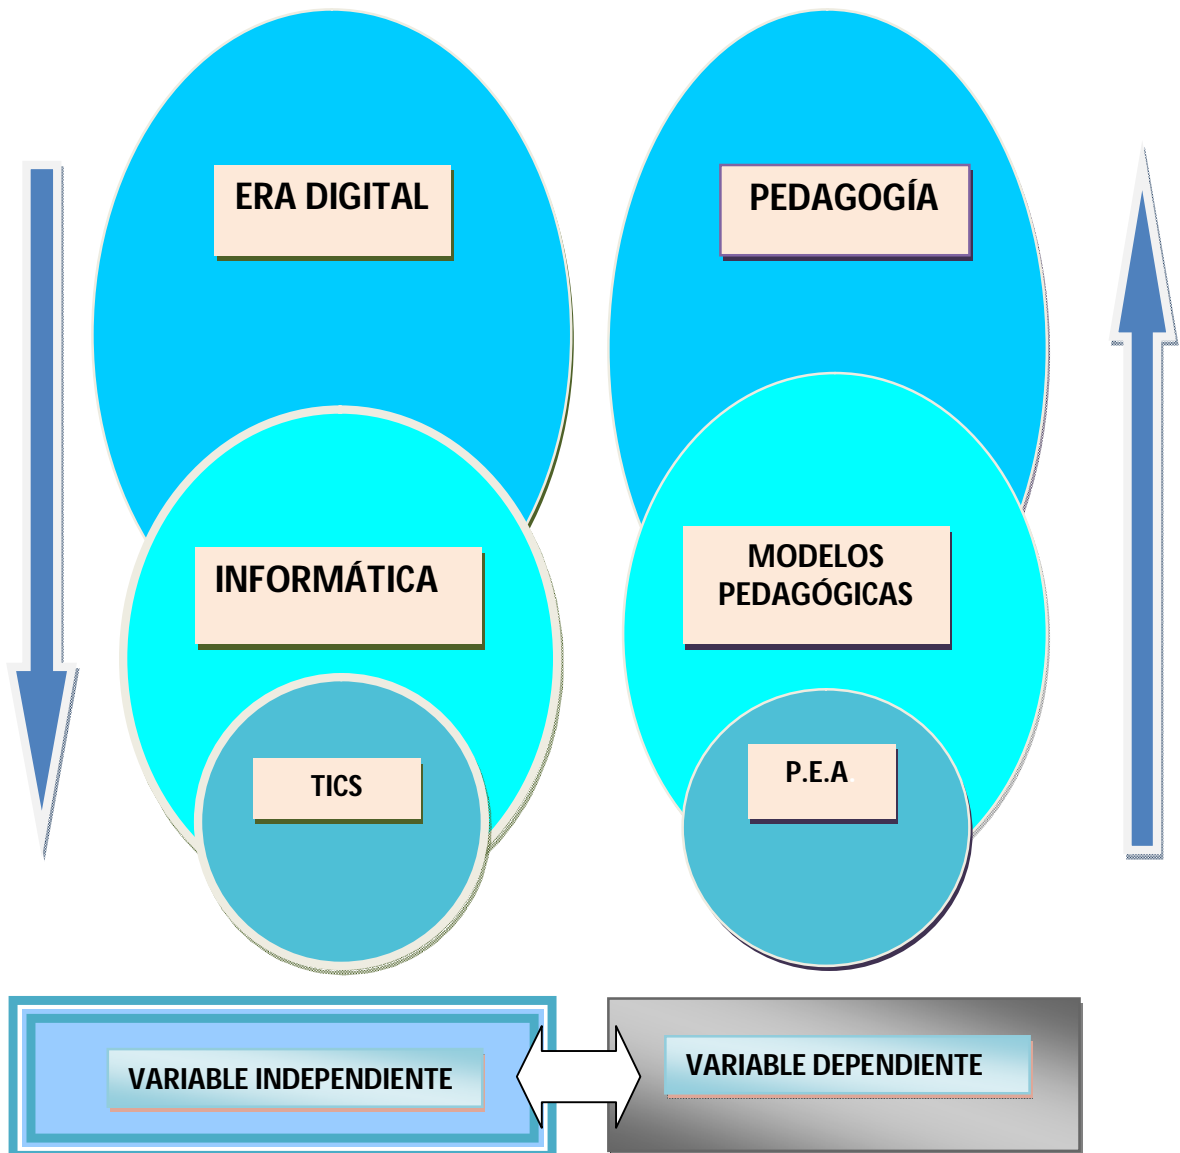 ERA DIGITAL
PEDAGOGÍA
INFORMÁTICA
MODELOS
PEDAGÓGICAS
TICS
P.E.A
VARIABLE INDEPENDIENTE
VARIABLE DEPENDIENTE